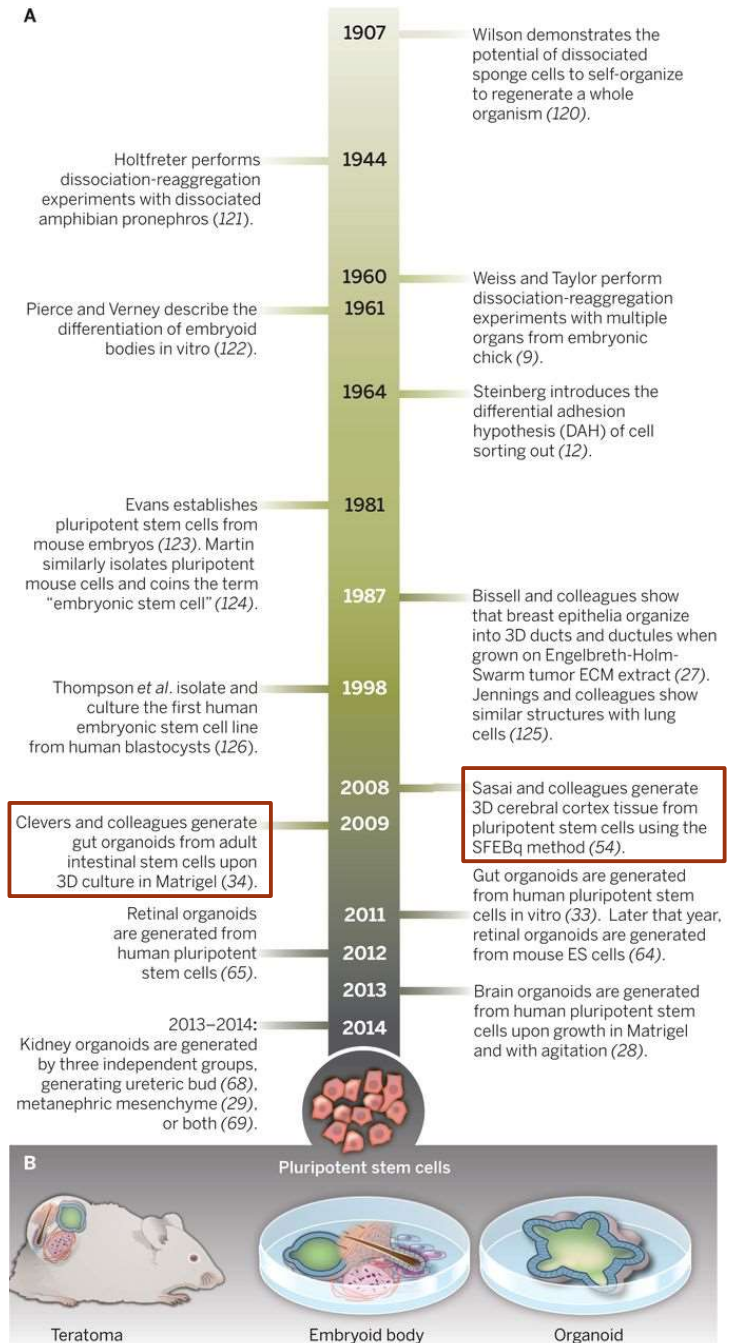 A
1907
Wilson demonstrates the
potential of dissociated
sponge cells to self-organize
to regenerate a whole
organism (120).
Holtfreter performs
dissociation-reaggregation
experiments with dissociated
amphibian pronephros (121).
1944
1960
Weiss and Taylor perform
dissociation-reaggregation
experiments with multiple
organs from embryonic
chick (9).
Pierce and Verney describe the
differentiation of embryoid
bodies in vitro (122).
1961
1964
Steinberg introduces the
differential adhesion
hypothesis (DAH) of cell
sorting out (12).
Evans establishes
pluripotent stem cells from
mouse embryos (123). Martin
similarly isolates pluripotent
mouse cells and coins the term
“embryonic stem cell” (124).
1981
1987
Bissell and colleagues show
that breast epithelia organize
into 3D ducts and ductules when
grown on Engelbreth-Holm-
Swarm tumor ECM extract (27).
Jennings and colleagues show
similar structures with lung
cells (125).
Thompson et al. isolate and
culture the first human
embryonic stem cell line
from human blastocysts (126).
1998
2008
Sasai and colleagues generate
3D cerebral cortex tissue from
pluripotent stem cells using the
SFEBq method (54).
Clevers and colleagues generate
gut organoids from adult
intestinal stem cells upon
3D culture in Matrigel (34).
2009
2011
Gut organoids are generated
from human pluripotent stem
cells in vitro (33). Later that year,
retinal organoids are generated
from mouse ES cells (64).
Retinal organoids
are generated from
human pluripotent
stem cells (65).
2012
2013
Brain organoids are generated
from human pluripotent stem
cells upon growth in Matrigel
and with agitation (28).
2013–2014:
Kidney organoids are generated
by three independent groups,
generating ureteric bud (68),
metanephric mesenchyme (29),
or both (69).
2014
B
Pluripotent stem cells
Teratoma
Embryoid body
Organoid